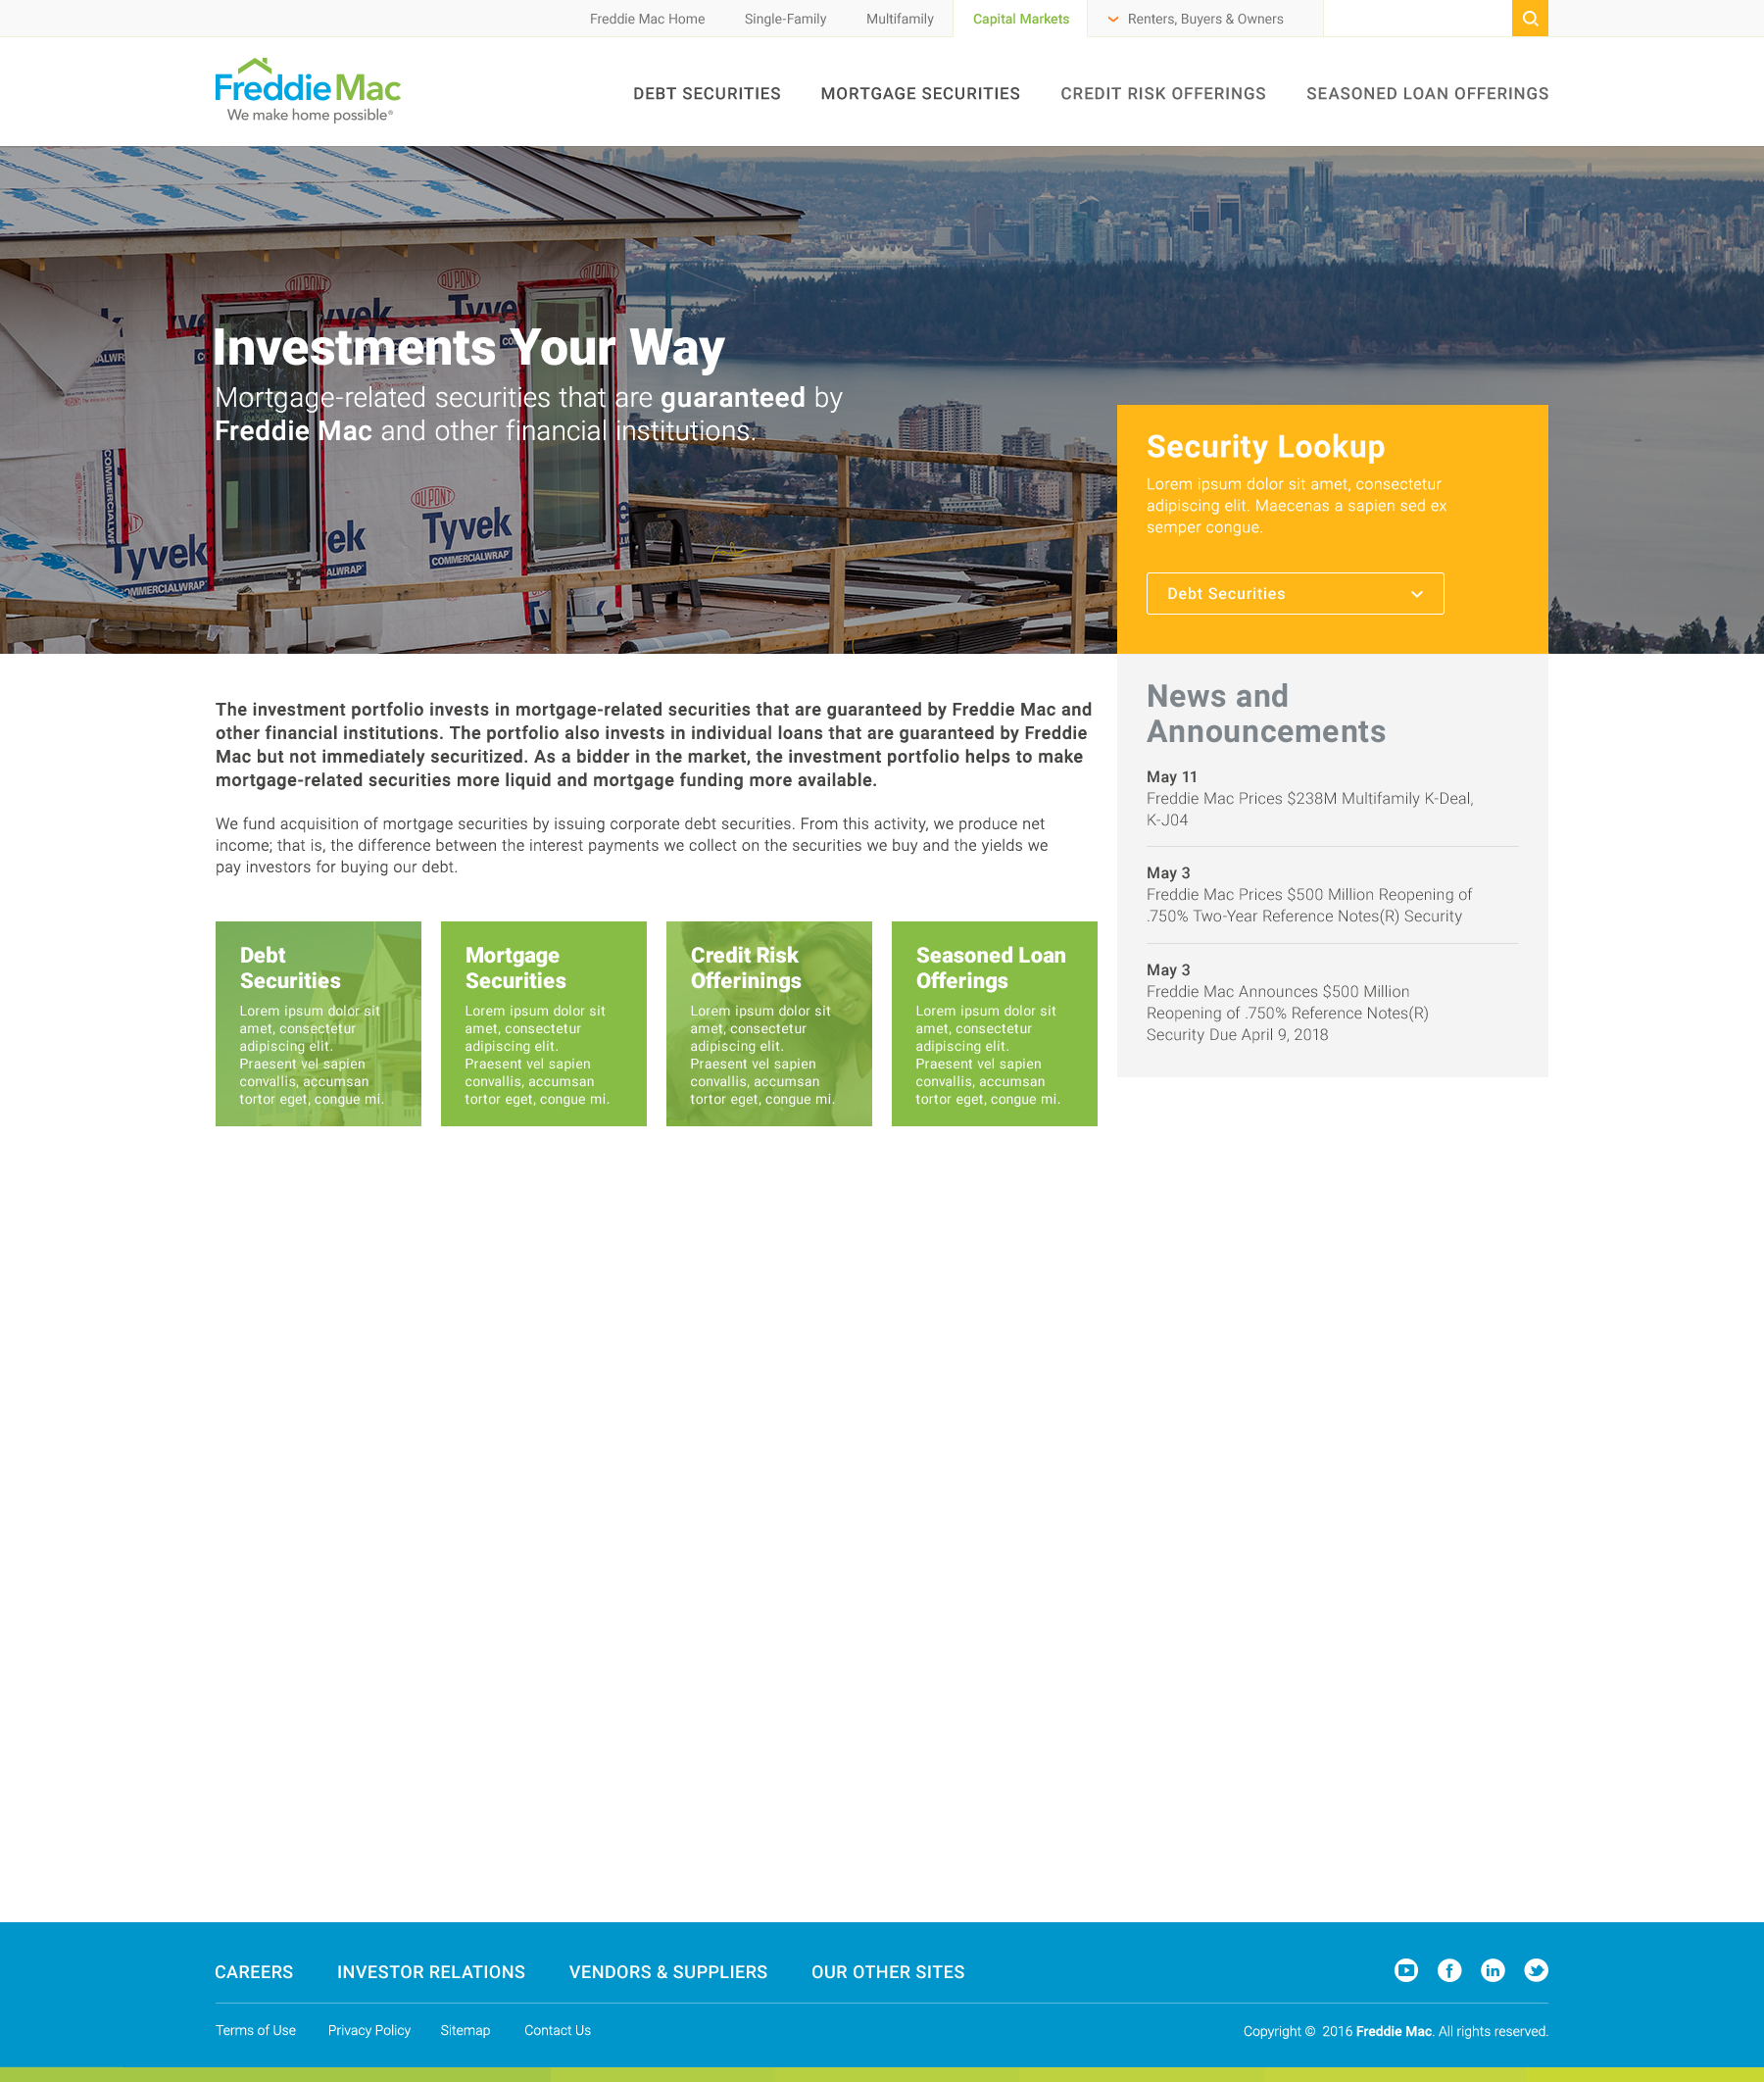 Freddie Mac Home
Single-Family
Multifamily
Capital Markets
Renters, Buyers & Owners
Freddie Mac
We make home possible®
DEBT SECURITIES
MORTGAGE SECURITIES
CREDIT RISK OFFERINGS
SEASONED LOAN OFFERINGS
Investments Your Way
Mortgage-related securities that are guaranteed by
Freddie Mac and other financial institutions.
DUPONT
Tyvek
COMMERCIALWRAP
DUPONT
Tyvek
COMMERCIALWRAP
Security Lookup
Lorem ipsum dolor sit amet, consectetur
adipiscing elit. Maecenas a sapien sed ex
semper congue.
Debt Securities
The investment portfolio invests in mortgage-related securities that are guaranteed by Freddie Mac and
other financial institutions. The portfolio also invests in individual loans that are guaranteed by Freddie
Mac but not immediately securitized. As a bidder in the market, the investment portfolio helps to make
mortgage-related securities more liquid and mortgage funding more available.
We fund acquisition of mortgage securities by issuing corporate debt securities. From this activity, we produce net
income; that is, the difference between the interest payments we collect on the securities we buy and the yields we
pay investors for buying our debt.
Debt
Securities
Lorem ipsum dolor sit
amet, consectetur
adipiscing elit.
Praesent vel sapien
convallis, accumsan
tortor eget, congue mi.
Mortgage
Securities
Lorem ipsum dolor sit
amet, consectetur
adipiscing elit.
Praesent vel sapien
convallis, accumsan
tortor eget, congue mi.
Credit Risk
Offerinings
Lorem ipsum dolor sit
amet, consectetur
adipiscing elit.
Praesent vel sapien
convallis, accumsan
tortor eget, congue mi.
Seasoned Loan
Offerings
Lorem ipsum dolor sit
amet, consectetur
adipiscing elit.
Praesent vel sapien
convallis, accumsan
tortor eget, congue mi.
News and
Announcements
May 11
Freddie Mac Prices $238M Multifamily K-Deal,
K-J04
May 3
Freddie Mac Prices $500 Million Reopening of
.750% Two-Year Reference Notes(R) Security
May 3
Freddie Mac Announces $500 Million
Reopening of .750% Reference Notes(R)
Security Due April 9, 2018
CAREERS
INVESTOR RELATIONS
VENDORS & SUPPLIERS
OUR OTHER SITES
Terms of Use
Privacy Policy
Sitemap
Contact Us
Copyright © 2016 Freddie Mac. All rights reserved.